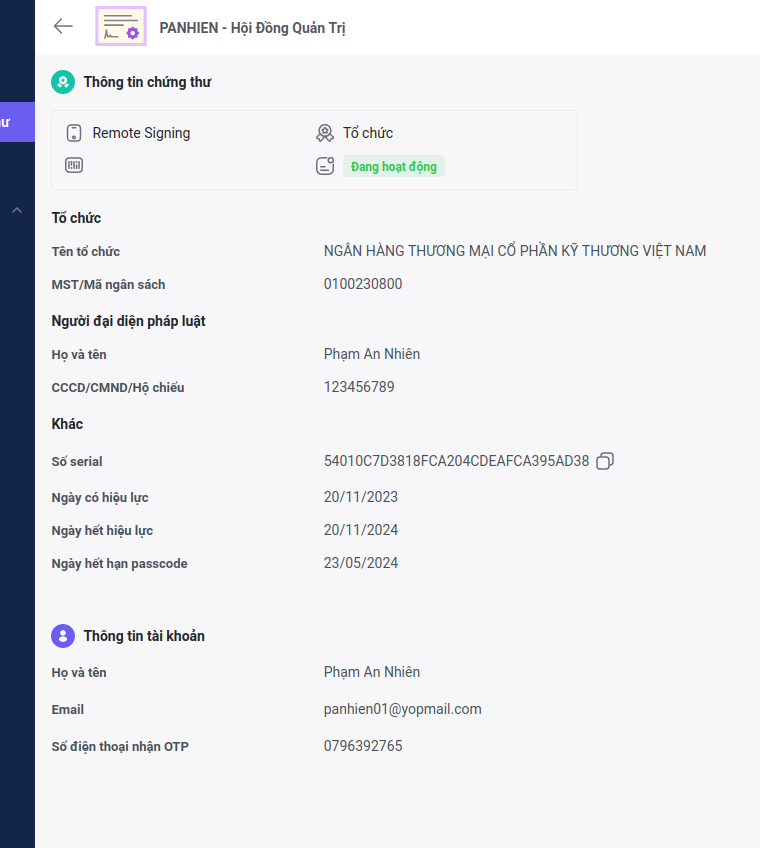 PANHIEN - Hội Đồng Quản Trị
Thông tin chứng thư
Remote Signing
Tổ chức
Đang hoạt động
Tổ chức
Tên tổ chức
NGÂN HÀNG THƯƠNG MẠI CỔ PHẦN KỸ THƯƠNG VIỆT NAM
MST/Mã ngân sách
0100230800
Người đại diện pháp luật
Họ và tên
Phạm An Nhiên
CCCD/CMND/Hộ chiếu
123456789
Khác
Số serial
54010C7D3818FCA204CDEAFCA395AD38
Ngày có hiệu lực
20/11/2023
Ngày hết hiệu lực
20/11/2024
Ngày hết hạn passcode
23/05/2024
Thông tin tài khoản
Họ và tên
Phạm An Nhiên
Email
panhien01@yopmail.com
Số điện thoại nhận OTP
0796392765